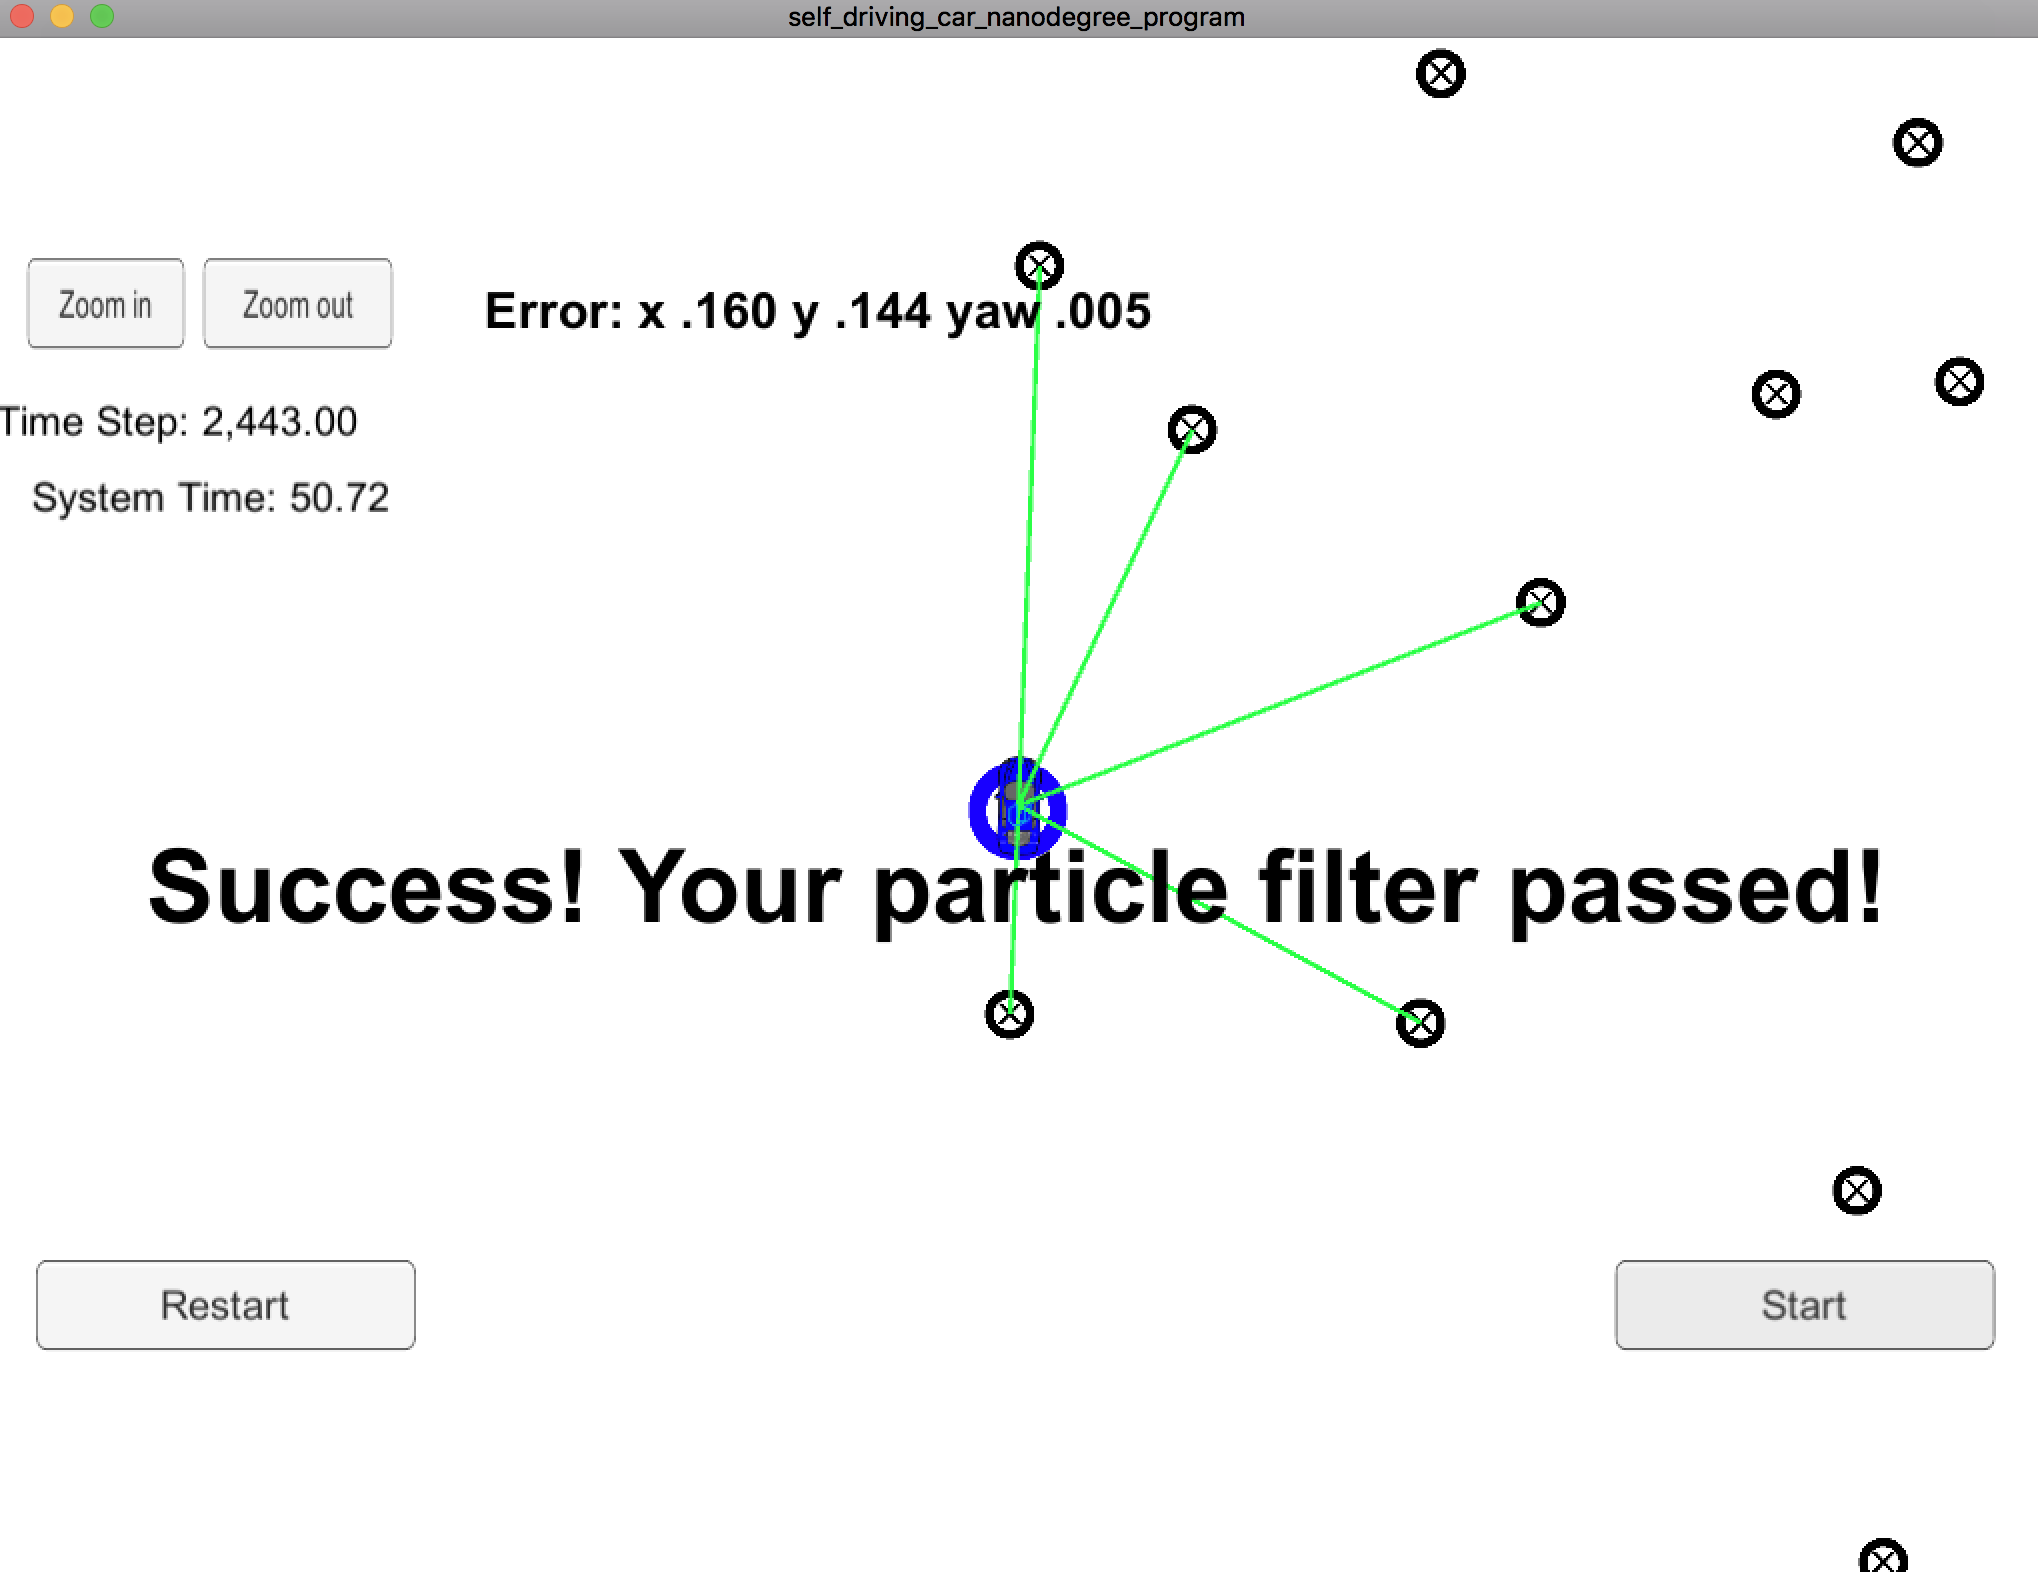 self_driving_car_nanodegree_program
Zoom in
Zoom out
Error: x .160 y .144 yaw .005
Time Step: 2,443.00
System Time: 50.72
Success! Your particle filter passed!
Restart
Start